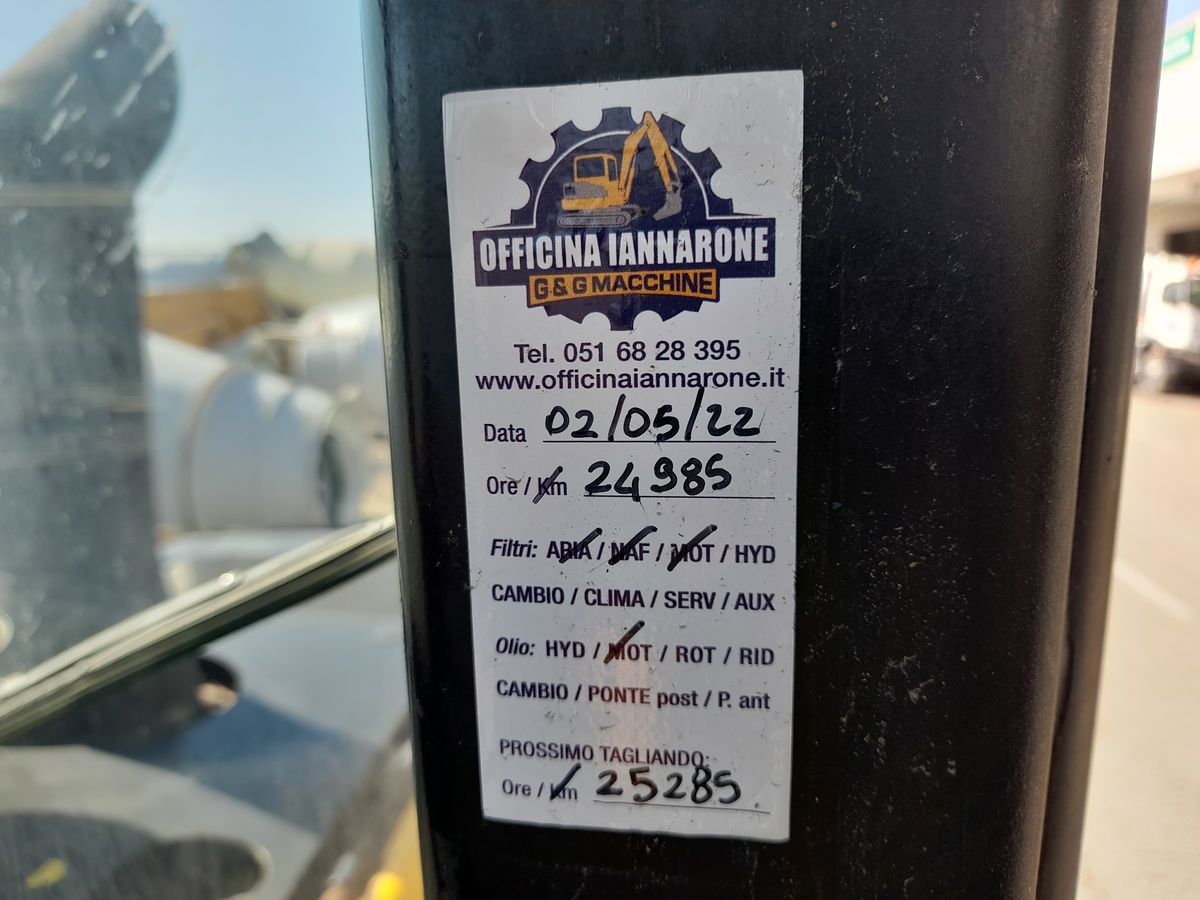 OFFICINA IANNARONE
G&G MACCHINE
Tel. 051 68 28 395
www.officinaiannarone.it
Data 02/05/22
Ore / Km 24985
Filtri: ARIA / NAF / MOT / HYD
CAMBIO / CLIMA / SERV / AUX
Olio: HYD / MOT / ROT / RID
CAMBIO / PONTE post / P. ant
PROSSIMO TAGLIANDO:
Ore / Km 25285